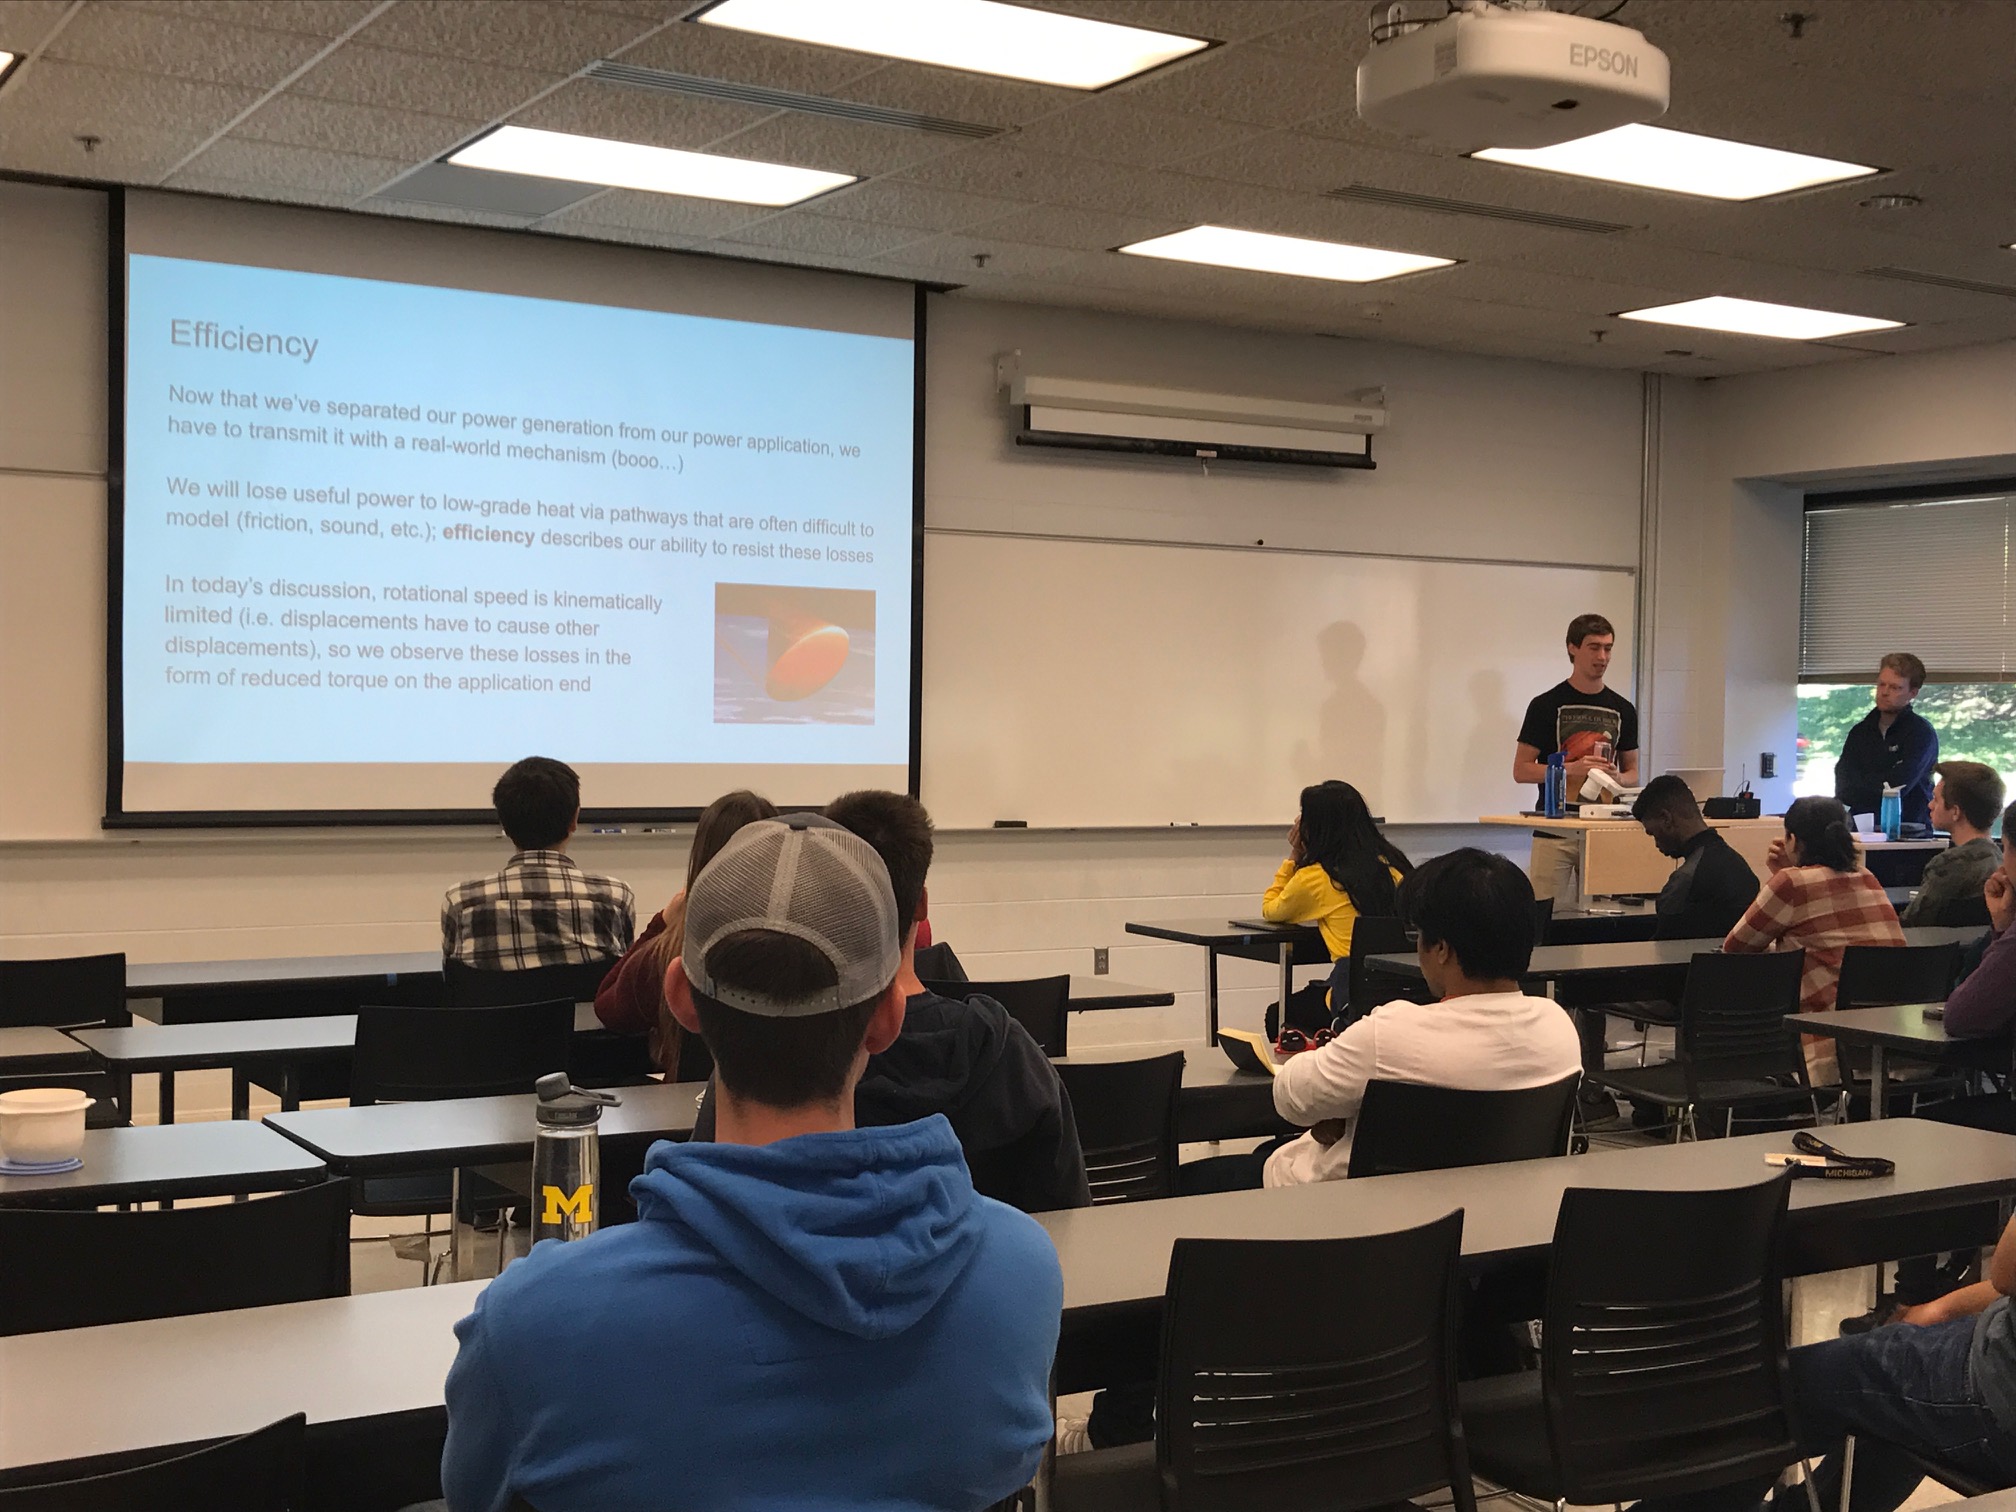 EPSON
Efficiency
Now that we've separated our power generation from our power application, we
have to transmit it with a real-world mechanism (booo...)
We will lose useful power to low-grade heat via pathways that are often difficult to
model (friction, sound, etc.); efficiency describes our ability to resist these losses
In today's discussion, rotational speed is kinematically
limited (i.e. displacements have to cause other
displacements), so we observe these losses in the
form of reduced torque on the application end
M
MICHIGAN